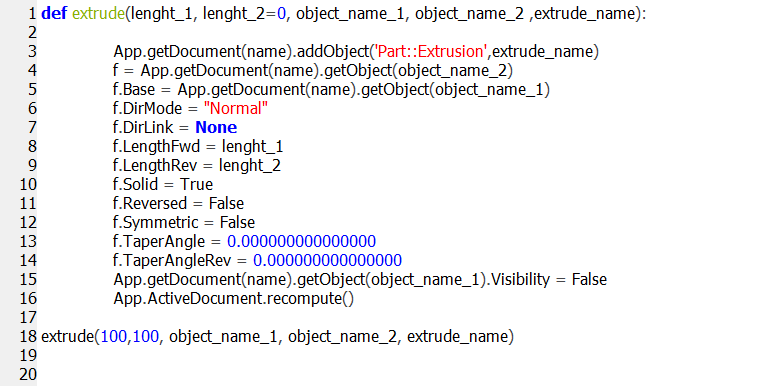 1 def extrude(lenght_1, lenght_2=0, object_name_1, object_name_2 ,extrude_name):
2
3 App.getDocument(name).addObject('Part::Extrusion',extrude_name)
4 f = App.getDocument(name).getObject(object_name_2)
5 f.Base = App.getDocument(name).getObject(object_name_1)
6 f.DirMode = "Normal"
7 f.DirLink = None
8 f.LengthFwd = lenght_1
9 f.LengthRev = lenght_2
10 f.Solid = True
11 f.Reversed = False
12 f.Symmetric = False
13 f.TaperAngle = 0.000000000000000
14 f.TaperAngleRev = 0.000000000000000
15 App.getDocument(name).getObject(object_name_1).Visibility = False
16 App.ActiveDocument.recompute()
17
18 extrude(100,100, object_name_1, object_name_2, extrude_name)
19
20